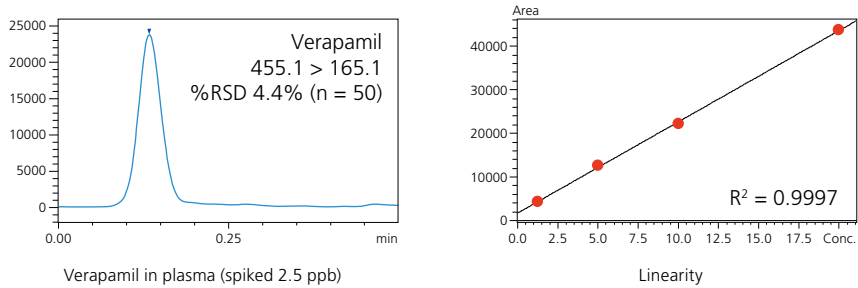 25000
20000
15000
10000
5000
0
0.00
0.25
min
Verapamil
455.1 > 165.1
%RSD 4.4% (n = 50)
Verapamil in plasma (spiked 2.5 ppb)
Area
40000
30000
20000
10000
0
0.0 2.5 5.0 7.5 10.0 12.5 15.0 17.5 Conc.
R² = 0.9997
Linearity